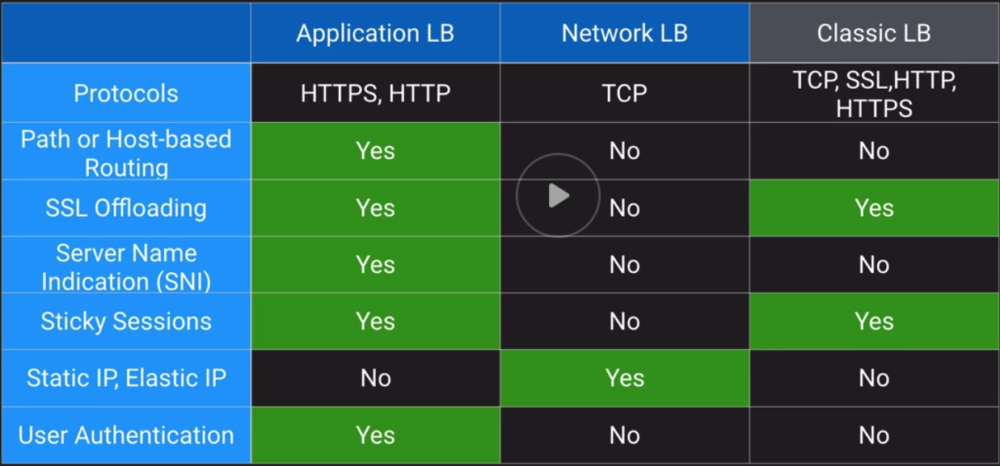 Application LB Network LB Classic LB
Protocols HTTPS, HTTP TCP TCP, SSL,HTTP, HTTPS
Path or Host-based Routing Yes No No
SSL Offloading Yes No Yes
Server Name Indication (SNI) Yes No No
Sticky Sessions Yes No Yes
Static IP, Elastic IP No Yes No
User Authentication Yes No No